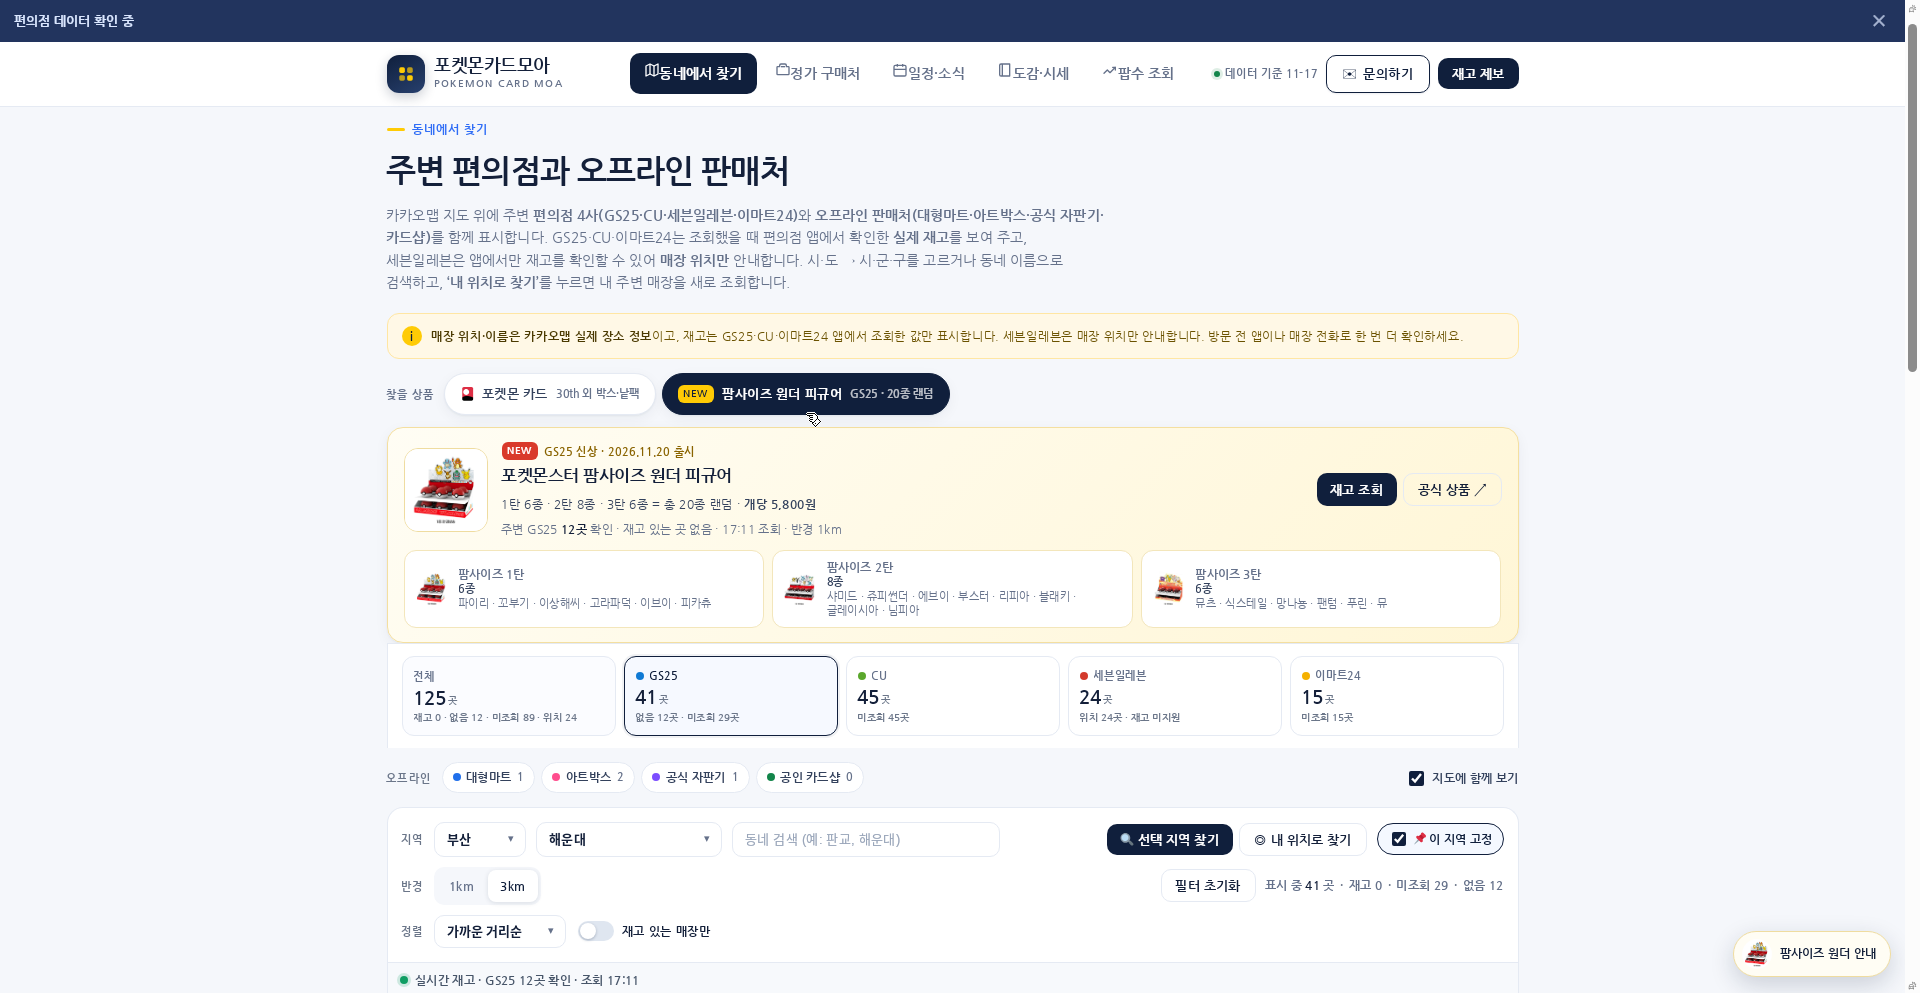 편의점 데이터 확인 중
포켓몬카드모아
POKEMON CARD MOA
동네에서 찾기
정가 구매처
일정·소식
도감·시세
팝수 조회
데이터 기준 11-17
문의하기
재고 제보
동네에서 찾기
주변 편의점과 오프라인 판매처
카카오맵 지도 위에 주변 편의점 4사(GS25·CU·세븐일레븐·이마트24)와 오프라인 판매처(대형마트·아트박스·공식 자판기·
카드샵)를 함께 표시합니다. GS25·CU·이마트24는 조회했을 때 편의점 앱에서 확인한 실제 재고를 보여 주고,
세븐일레븐은 앱에서만 재고를 확인할 수 있어 매장 위치만 안내합니다. 시·도 → 시·군·구를 고르거나 동네 이름으로
검색하고, '내 위치로 찾기'를 누르면 내 주변 매장을 새로 조회합니다.
매장 위치·이름은 카카오맵 실제 장소 정보이고, 재고는 GS25·CU·이마트24 앱에서 조회한 값만 표시합니다. 세븐일레븐은 매장 위치만 안내합니다. 방문 전 앱이나 매장 전화로 한 번 더 확인하세요.
찾을 상품
포켓몬 카드 30th 외 박스·낱팩
NEW 팜사이즈 원더 피규어 GS25 · 20종 랜덤
NEW GS25 신상 · 2026.11.20 출시
포켓몬스터 팜사이즈 원더 피규어
1탄 6종 · 2탄 8종 · 3탄 6종 = 총 20종 랜덤 · 개당 5,800원
주변 GS25 12곳 확인 · 재고 있는 곳 없음 · 17:11 조회 · 반경 1km
재고 조회
공식 상품 ↗
팜사이즈 1탄
6종
파이리 · 꼬부기 · 이상해씨 · 고라파덕 · 이브이 · 피카츄
팜사이즈 2탄
8종
샤미드 · 쥬피썬더 · 에브이 · 부스터 · 리피아 · 블래키 ·
글레이시아 · 님피아
팜사이즈 3탄
6종
뮤츠 · 식스테일 · 망나뇽 · 팬텀 · 푸린 · 뮤
전체
125곳
재고 0 · 없음 12 · 미조회 89 · 위치 24
GS25
41곳
없음 12곳 · 미조회 29곳
CU
45곳
미조회 45곳
세븐일레븐
24곳
위치 24곳 · 재고 미지원
이마트24
15곳
미조회 15곳
오프라인
대형마트 1
아트박스 2
공식 자판기 1
공인 카드샵 0
지도에 함께 보기
지역
부산
해운대
동네 검색 (예: 판교, 해운대)
선택 지역 찾기
◎ 내 위치로 찾기
이 지역 고정
반경
1km
3km
필터 초기화
표시 중 41 곳 · 재고 0 · 미조회 29 · 없음 12
정렬
가까운 거리순
재고 있는 매장만
실시간 재고 · GS25 12곳 확인 · 조회 17:11
팜사이즈 원더 안내